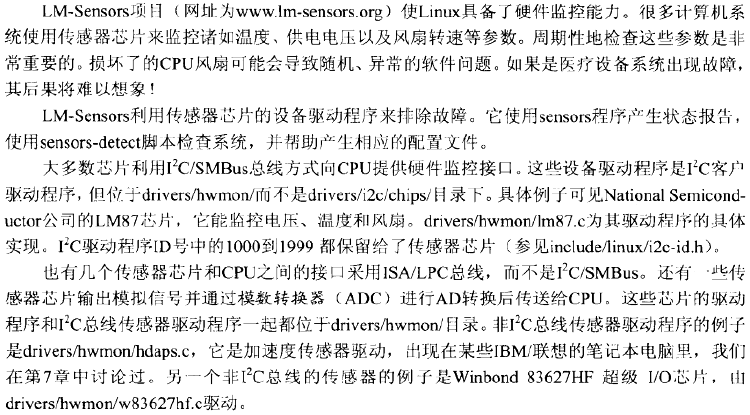 LM-Sensors项目（网址为www.lm-sensors.org）使Linux具备了硬件监控能力。很多计算机系
统使用传感器芯片来监控诸如温度、供电电压以及风扇转速等参数。周期性地检查这些参数是非
常重要的。损坏了的CPU风扇可能会导致随机、异常的软件问题。如果是医疗设备系统出现故障，
其后果将难以想象！
LM-Sensors利用传感器芯片的设备驱动程序来排除故障。它使用sensors程序产生状态报告，
使用sensors-detect脚本检查系统，并帮助产生相应的配置文件。
大多数芯片利用I²C/SMBus总线方式向CPU提供硬件监控接口。这些设备驱动程序是I²C客户
驱动程序，但位于drivers/hwmon/而不是drivers/i2c/chips/目录下。具体例子可见National Semicond-
uctor公司的LM87芯片，它能监控电压、温度和风扇。drivers/hwmon/lm87.c为其驱动程序的具体
实现。I²C驱动程序ID号中的1000到1999 都保留给了传感器芯片（参见include/linux/i2c-id.h）。
也有几个传感器芯片和CPU之间的接口采用ISA/LPC总线，而不是I²C/SMBus。还有一些传
感器芯片输出模拟信号并通过模数转换器（ADC）进行AD转换后传送给CPU。这些芯片的驱动
程序和I²C总线传感器驱动程序一起都位于drivers/hwmon/目录。非I²C总线传感器驱动程序的例子
是drivers/hwmon/hdaps.c，它是加速度传感器驱动，出现在某些IBM/联想的笔记本电脑里，我们
在第7章中讨论过。另一个非I²C总线的传感器的例子是Winbond 83627HF 超级 I/O芯片，由
drivers/hwmon/w83627hf.c驱动。